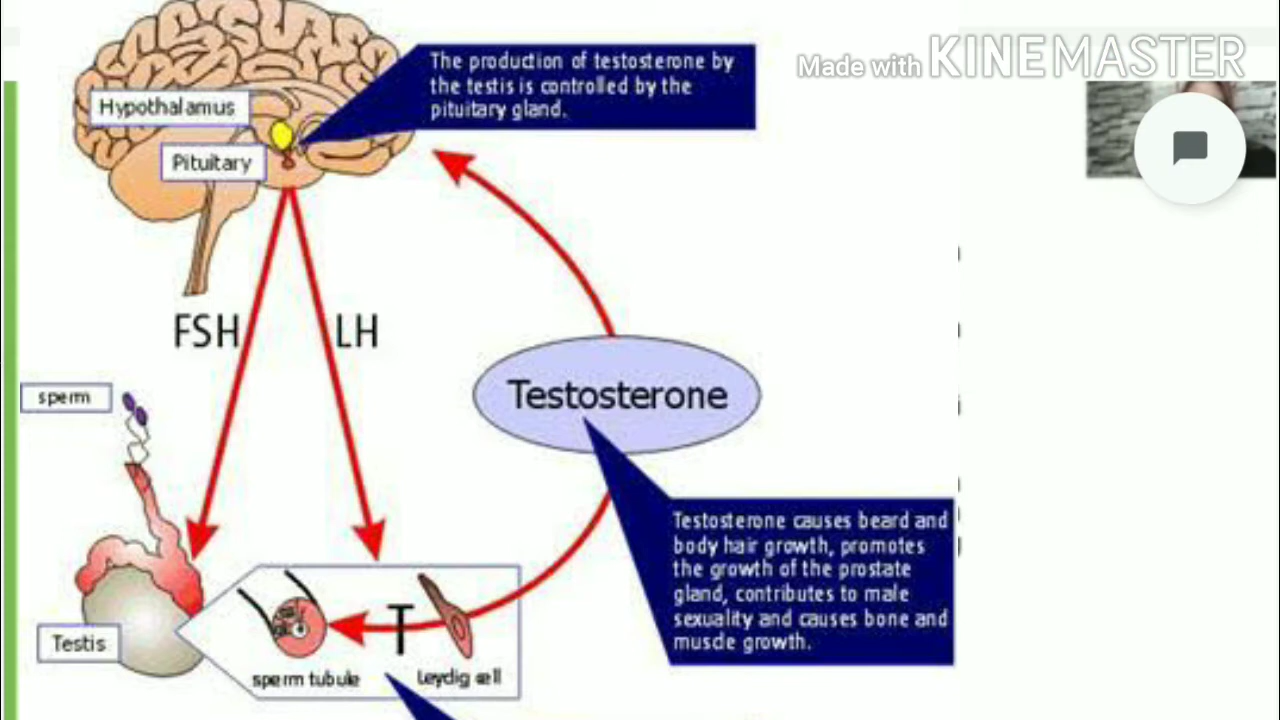 Made with KINEMASTER
The production of testosterone by
the testis is controlled by the
pituitary gland.
Hypothalamus
Pituitary
FSH
LH
sperm
Testosterone
Testosterone causes beard and
body hair growth, promotes
the growth of the prostate
gland, contributes to male
sexuality and causes bone and
muscle growth.
T
Testis
sperm tubule
Leydig cell